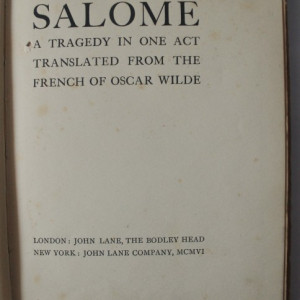 SALOME
A TRAGEDY IN ONE ACT
TRANSLATED FROM THE
FRENCH OF OSCAR WILDE
LONDON: JOHN LANE, THE BODLEY HEAD
NEW YORK: JOHN LANE COMPANY, MCMVI